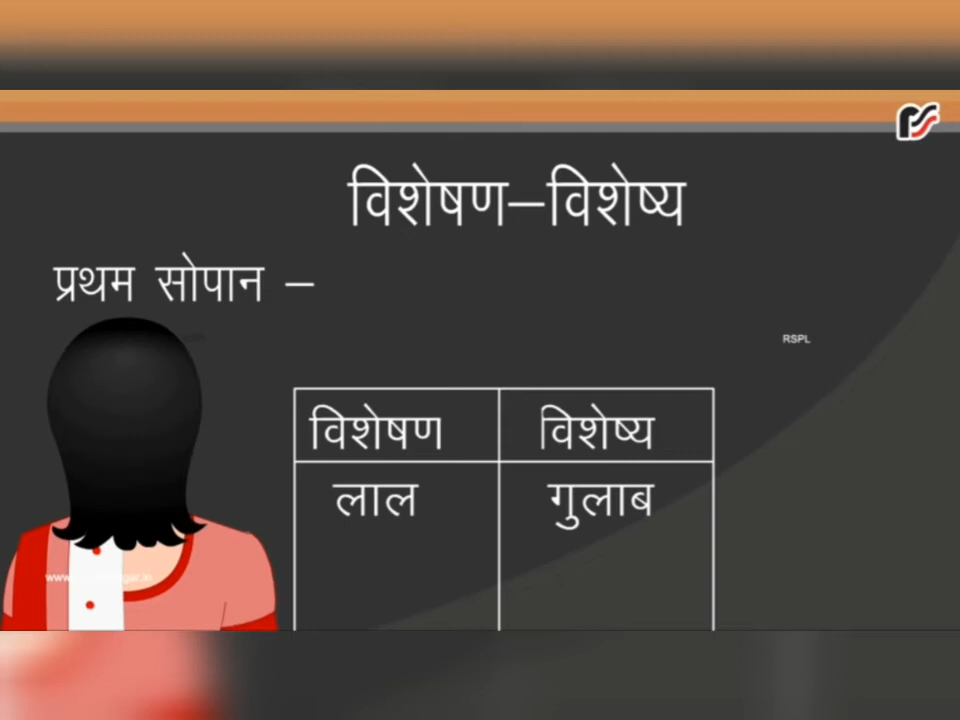 विशेषण–विशेष्य
प्रथम सोपान –
RSPL
विशेषण विशेष्य
लाल गुलाब